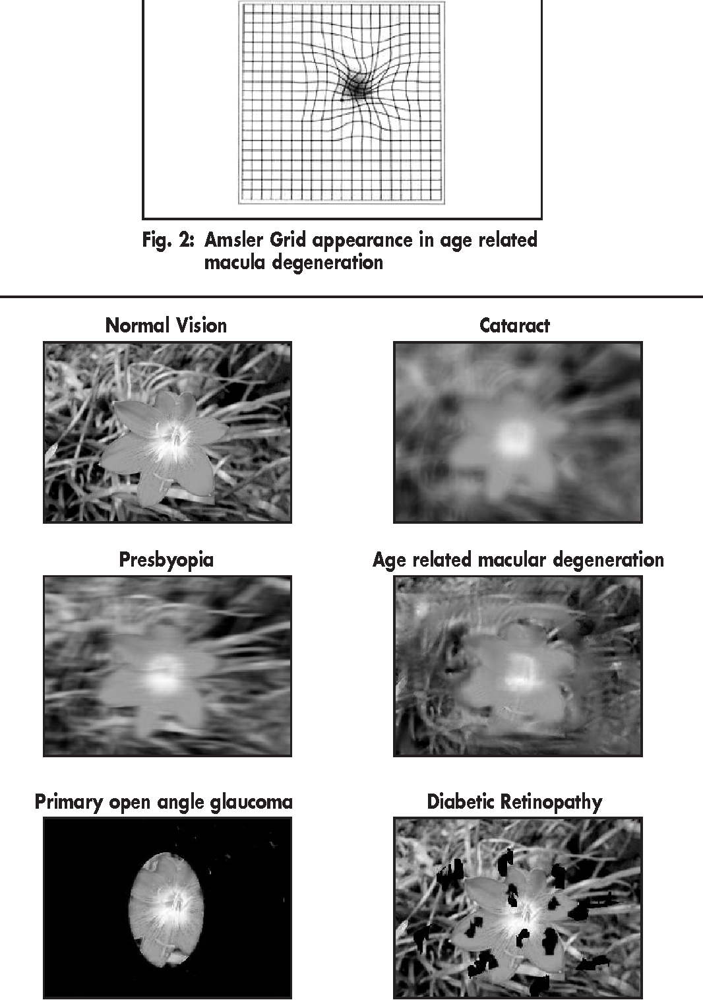 Fig. 2: Amsler Grid appearance in age related
macula degeneration
Normal Vision
Cataract
Presbyopia
Age related macular degeneration
Primary open angle glaucoma
Diabetic Retinopathy